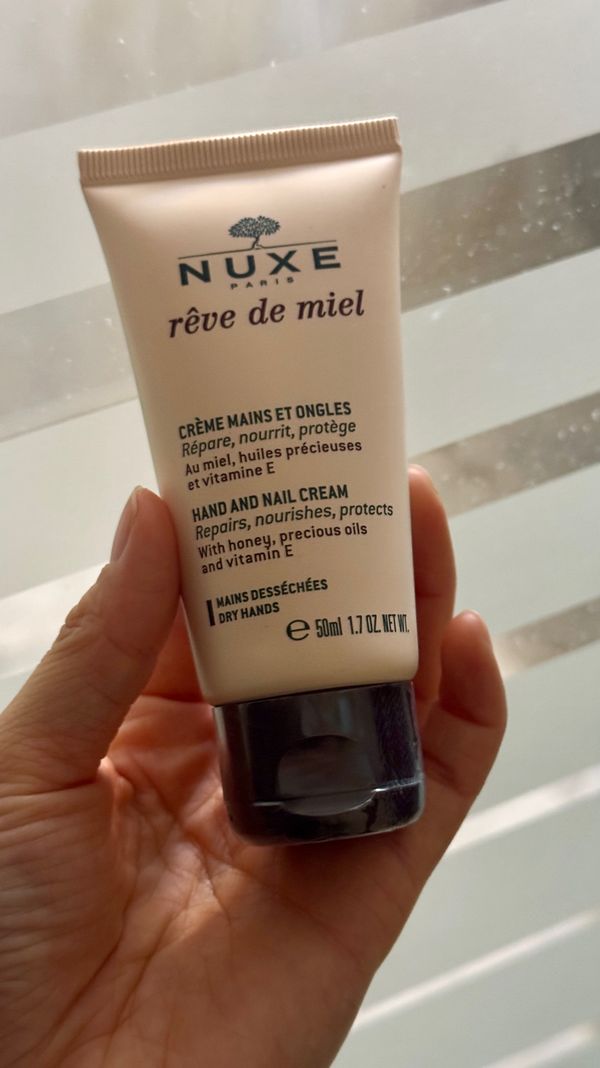 NUXE
PARIS
rêve de miel
CRÈME MAINS ET ONGLES
Répare, nourrit, protège
Au miel, huiles précieuses
et vitamine E
HAND AND NAIL CREAM
Repairs, nourishes, protects
With honey, precious oils
and vitamin E
MAINS DESSÉCHÉES
DRY HANDS
℮ 50ml 1.7 OZ. NET WT.